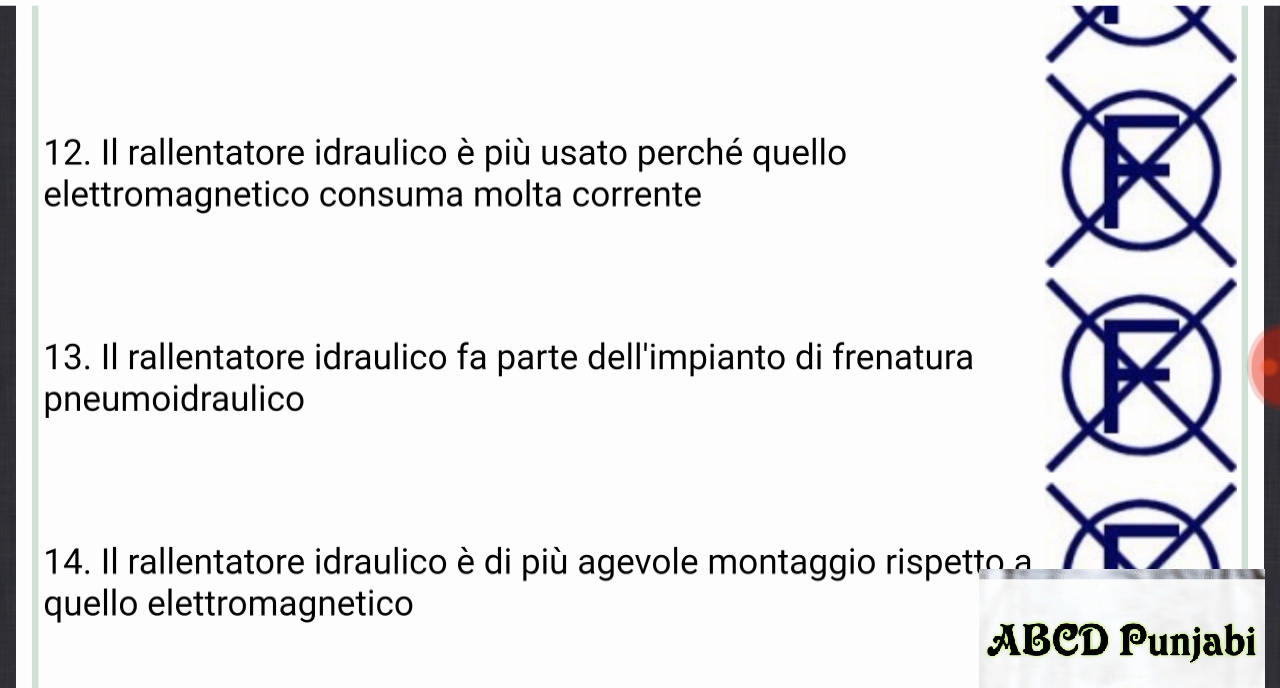 12. Il rallentatore idraulico è più usato perché quello
elettromagnetico consuma molta corrente
F
13. Il rallentatore idraulico fa parte dell'impianto di frenatura
pneumoidraulico
F
14. Il rallentatore idraulico è di più agevole montaggio rispetto a
quello elettromagnetico
F
ABCD Punjabi